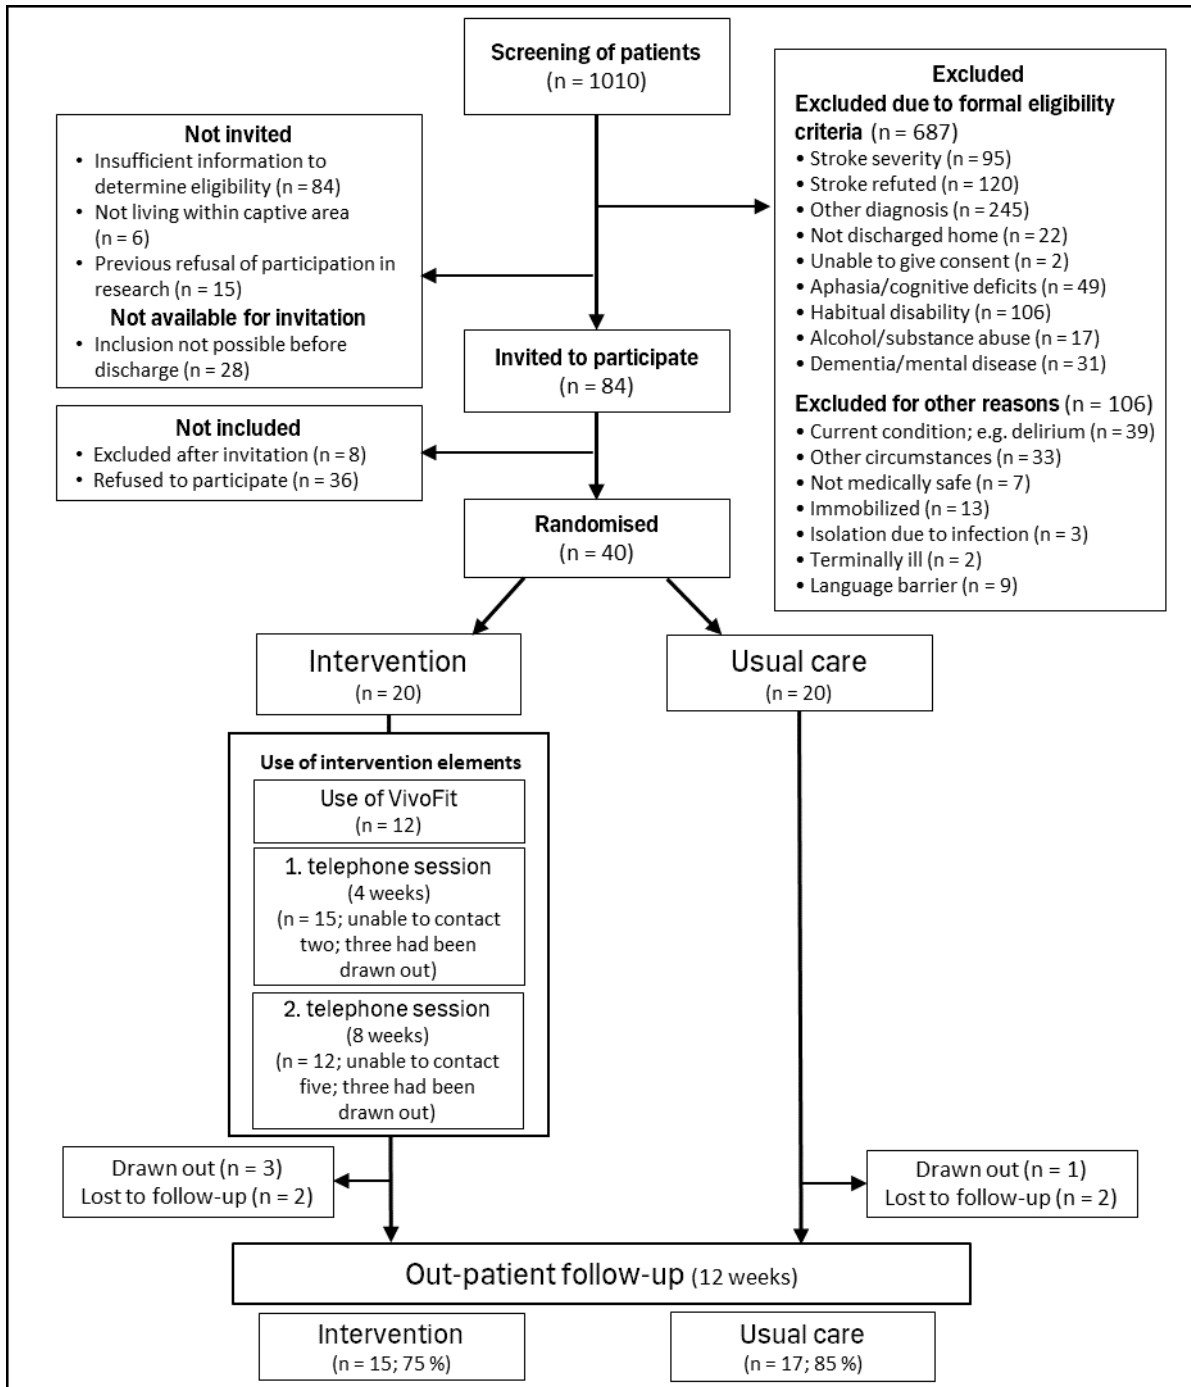 Screening of patients
(n = 1010)
Excluded
Excluded due to formal eligibility
criteria (n = 687)
• Stroke severity (n = 95)
• Stroke refuted (n = 120)
• Other diagnosis (n = 245)
• Not discharged home (n = 22)
• Unable to give consent (n = 2)
• Aphasia/cognitive deficits (n = 49)
• Habitual disability (n = 106)
• Alcohol/substance abuse (n = 17)
• Dementia/mental disease (n = 31)
Excluded for other reasons (n = 106)
• Current condition; e.g. delirium (n = 39)
• Other circumstances (n = 33)
• Not medically safe (n = 7)
• Immobilized (n = 13)
• Isolation due to infection (n = 3)
• Terminally ill (n = 2)
• Language barrier (n = 9)
Not invited
• Insufficient information to
determine eligibility (n = 84)
• Not living within captive area
(n = 6)
• Previous refusal of participation in
research (n = 15)
Not available for invitation
• Inclusion not possible before
discharge (n = 28)
Invited to participate
(n = 84)
Not included
• Excluded after invitation (n = 8)
• Refused to participate (n = 36)
Randomised
(n = 40)
Intervention
(n = 20)
Usual care
(n = 20)
Use of intervention elements
Use of VivoFit
(n = 12)
1. telephone session
(4 weeks)
(n = 15; unable to contact
two; three had been
drawn out)
2. telephone session
(8 weeks)
(n = 12; unable to contact
five; three had been
drawn out)
Drawn out (n = 3)
Lost to follow-up (n = 2)
Drawn out (n = 1)
Lost to follow-up (n = 2)
Out-patient follow-up (12 weeks)
Intervention
(n = 15; 75 %)
Usual care
(n = 17; 85 %)